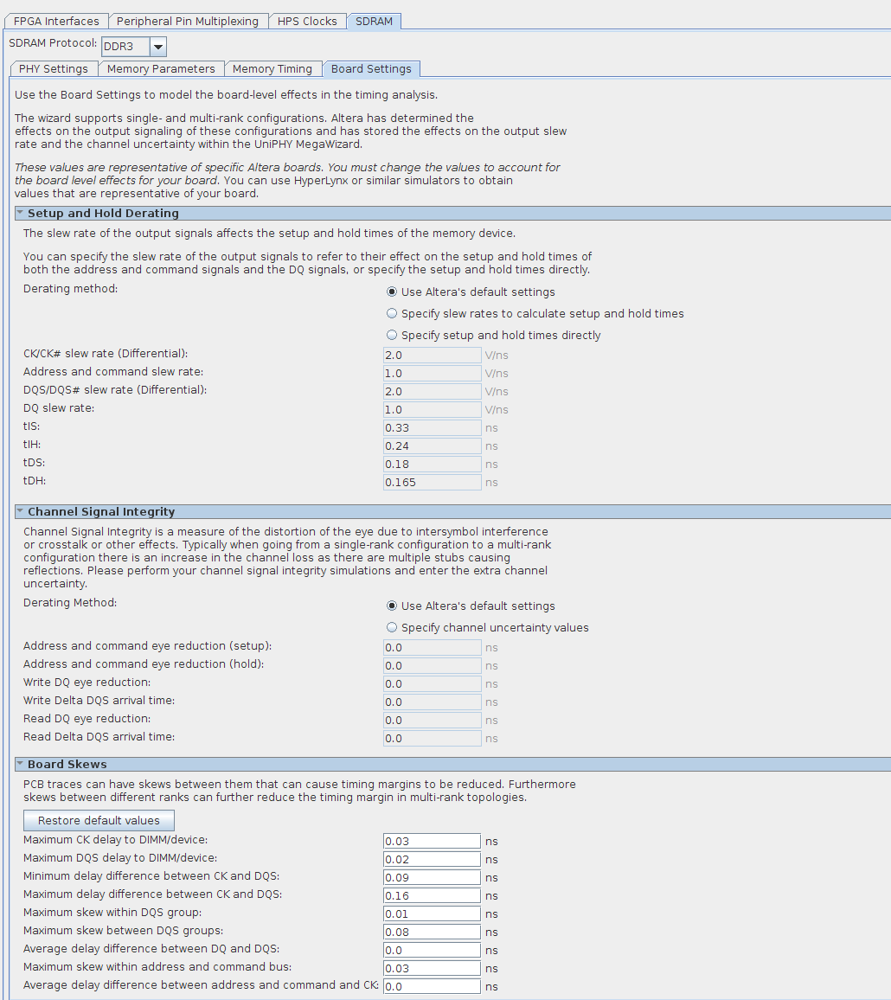 FPGA Interfaces Peripheral Pin Multiplexing HPS Clocks SDRAM
SDRAM Protocol: DDR3
PHY Settings Memory Parameters Memory Timing Board Settings
Use the Board Settings to model the board-level effects in the timing analysis.
The wizard supports single- and multi-rank configurations. Altera has determined the
effects on the output signaling of these configurations and has stored the effects on the output slew
rate and the channel uncertainty within the UniPHY MegaWizard.
These values are representative of specific Altera boards. You must change the values to account for
the board level effects for your board. You can use HyperLynx or similar simulators to obtain
values that are representative of your board.
Setup and Hold Derating
The slew rate of the output signals affects the setup and hold times of the memory device.
You can specify the slew rate of the output signals to refer to their effect on the setup and hold times of
both the address and command signals and the DQ signals, or specify the setup and hold times directly.
Derating method: Use Altera's default settings
Specify slew rates to calculate setup and hold times
Specify setup and hold times directly
CK/CK# slew rate (Differential): 2.0 V/ns
Address and command slew rate: 1.0 V/ns
DQS/DQS# slew rate (Differential): 2.0 V/ns
DQ slew rate: 1.0 V/ns
tIS: 0.33 ns
tIH: 0.24 ns
tDS: 0.18 ns
tDH: 0.165 ns
Channel Signal Integrity
Channel Signal Integrity is a measure of the distortion of the eye due to intersymbol interference
or crosstalk or other effects. Typically when going from a single-rank configuration to a multi-rank
configuration there is an increase in the channel loss as there are multiple stubs causing
reflections. Please perform your channel signal integrity simulations and enter the extra channel
uncertainty.
Derating Method: Use Altera's default settings
Specify channel uncertainty values
Address and command eye reduction (setup): 0.0 ns
Address and command eye reduction (hold): 0.0 ns
Write DQ eye reduction: 0.0 ns
Write Delta DQS arrival time: 0.0 ns
Read DQ eye reduction: 0.0 ns
Read Delta DQS arrival time: 0.0 ns
Board Skews
PCB traces can have skews between them that can cause timing margins to be reduced. Furthermore
skews between different ranks can further reduce the timing margin in multi-rank topologies.
Restore default values
Maximum CK delay to DIMM/device: 0.03 ns
Maximum DQS delay to DIMM/device: 0.02 ns
Minimum delay difference between CK and DQS: 0.09 ns
Maximum delay difference between CK and DQS: 0.16 ns
Maximum skew within DQS group: 0.01 ns
Maximum skew between DQS groups: 0.08 ns
Average delay difference between DQ and DQS: 0.0 ns
Maximum skew within address and command bus: 0.03 ns
Average delay difference between address and command and CK: 0.0 ns